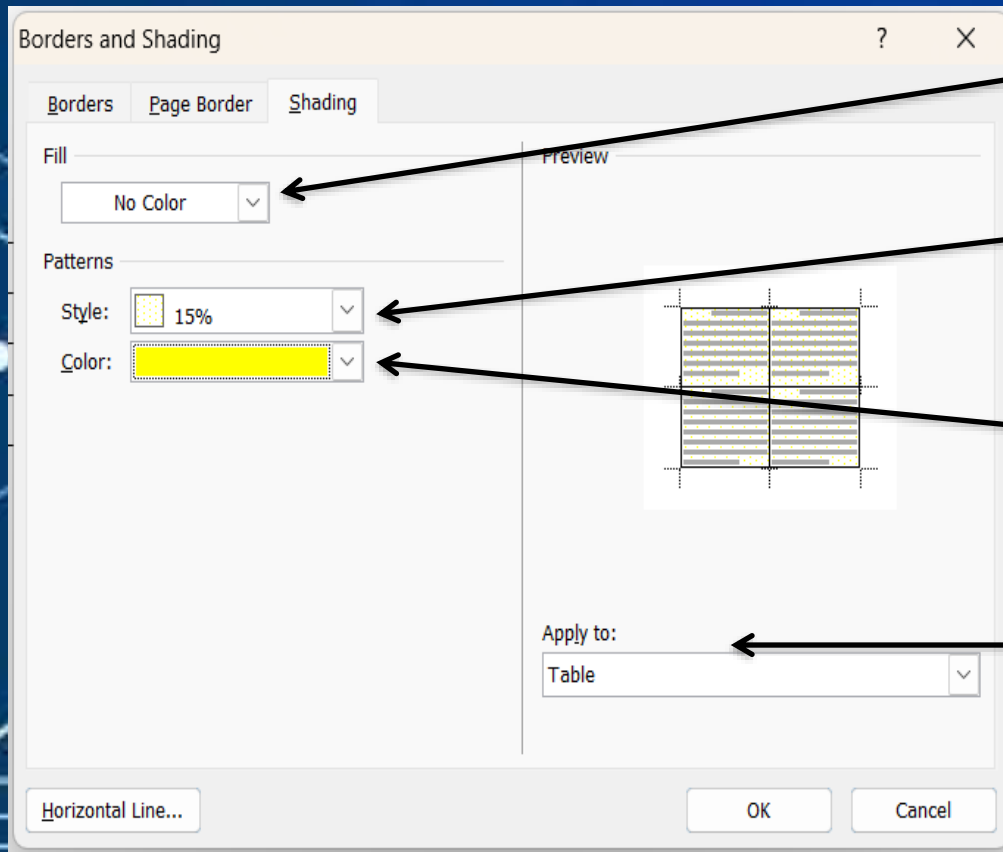 Borders and Shading ?
Borders Page Border Shading
Fill
No Color
Patterns
Style: 15%
Color:
Preview
Apply to:
Table
Horizontal Line... OK Cancel